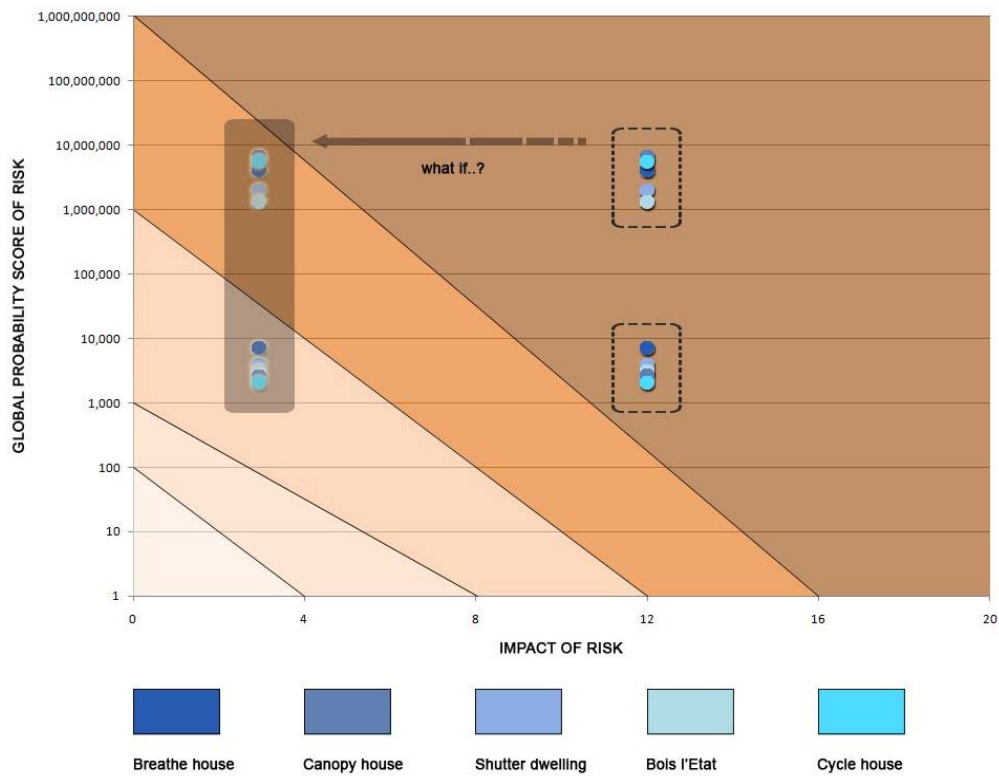 1,000,000,000
100,000,000
10,000,000
1,000,000
100,000
10,000
1,000
100
10
1
GLOBAL PROBABILITY SCORE OF RISK
what if..?
0 4 8 12 16 20
IMPACT OF RISK
Breathe house Canopy house Shutter dwelling Bois l'Etat Cycle house